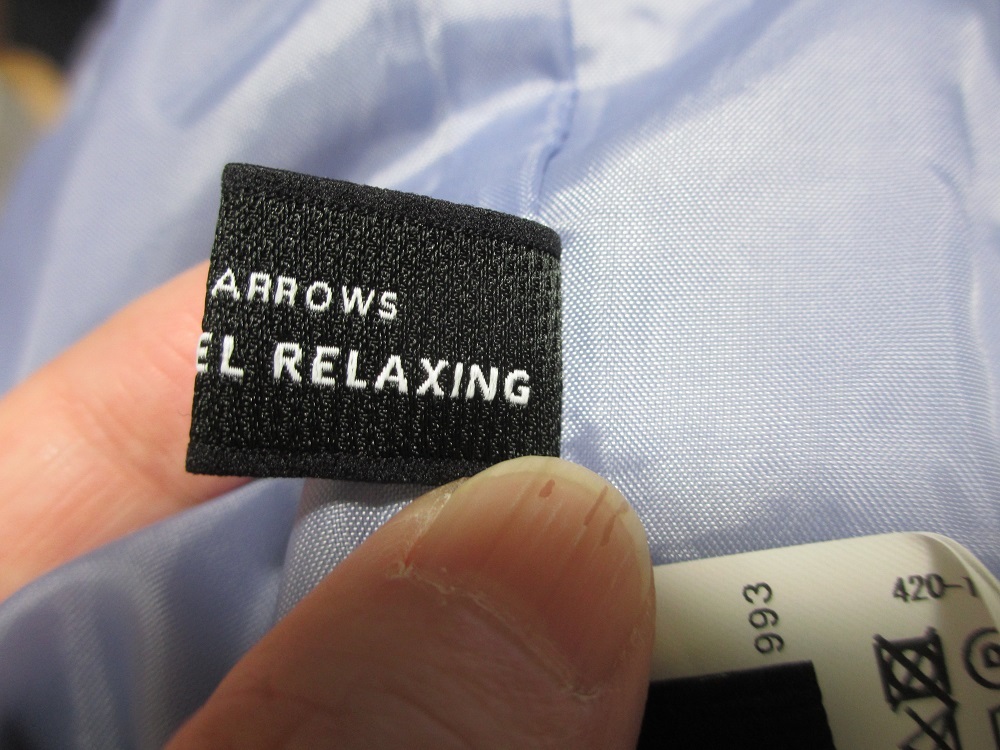 ARROWS
EL RELAXING
993
420-1